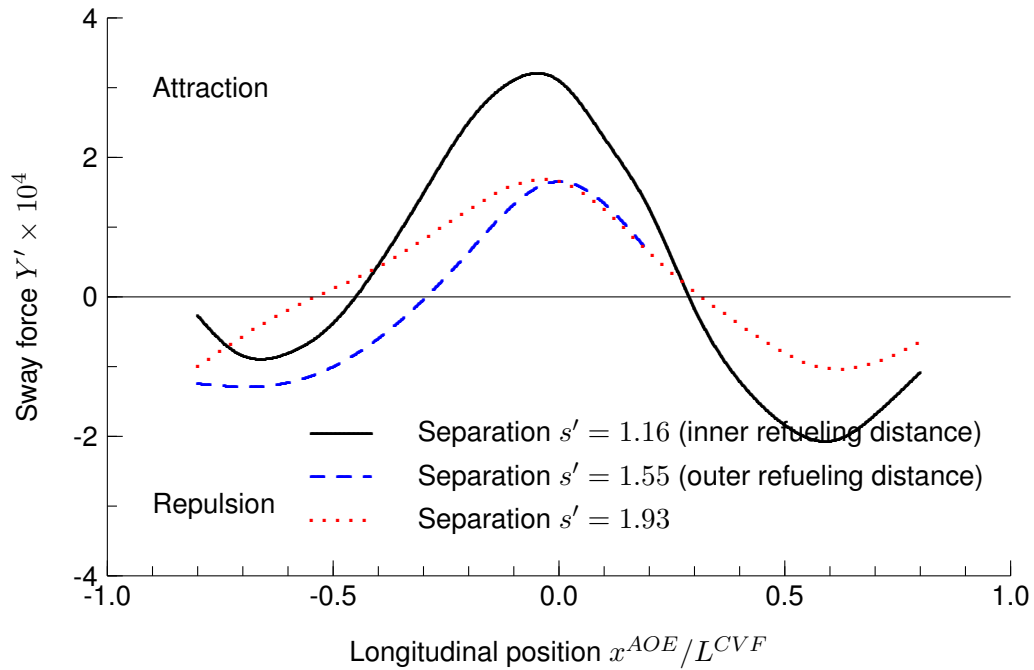 4
Attraction
2
Sway force Y′ × 10⁴
0
-2
Separation s′ = 1.16 (inner refueling distance)
Separation s′ = 1.55 (outer refueling distance)
Repulsion
Separation s′ = 1.93
-4
-1.0 -0.5 0.0 0.5 1.0
Longitudinal position x^{AOE}/L^{CVF}